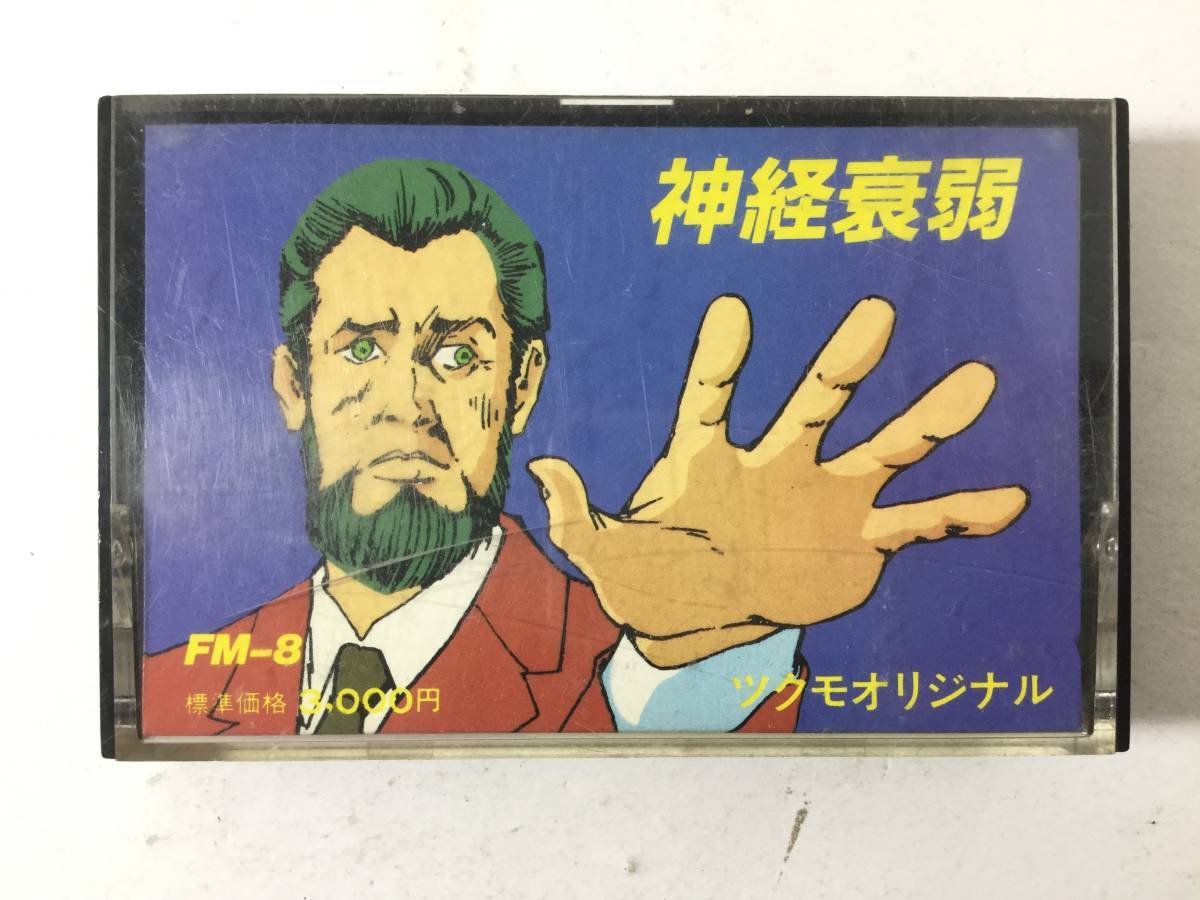 神経衰弱
FM-8
標準価格 3,000円
ツクモオリジナル